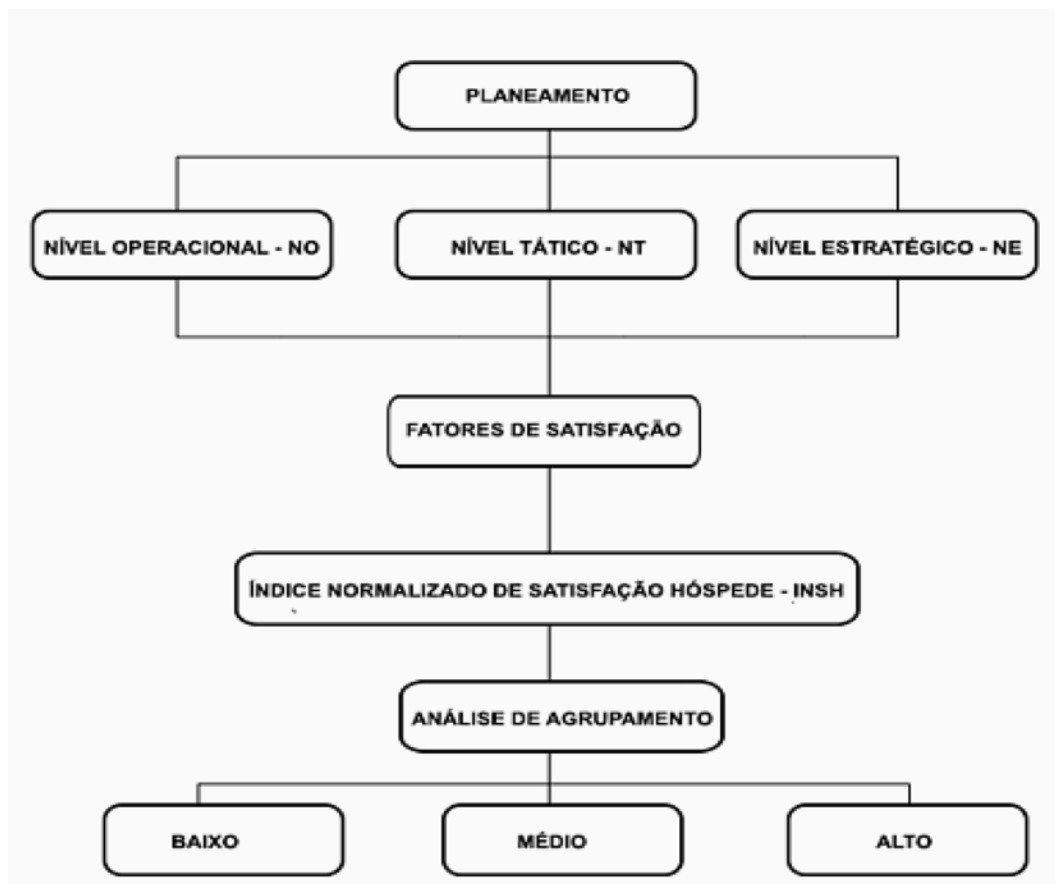 PLANEAMENTO
NÍVEL OPERACIONAL - NO
NÍVEL TÁTICO - NT
NÍVEL ESTRATÉGICO - NE
FATORES DE SATISFAÇÃO
ÍNDICE NORMALIZADO DE SATISFAÇÃO HÓSPEDE - INSH
ANÁLISE DE AGRUPAMENTO
BAIXO
MÉDIO
ALTO